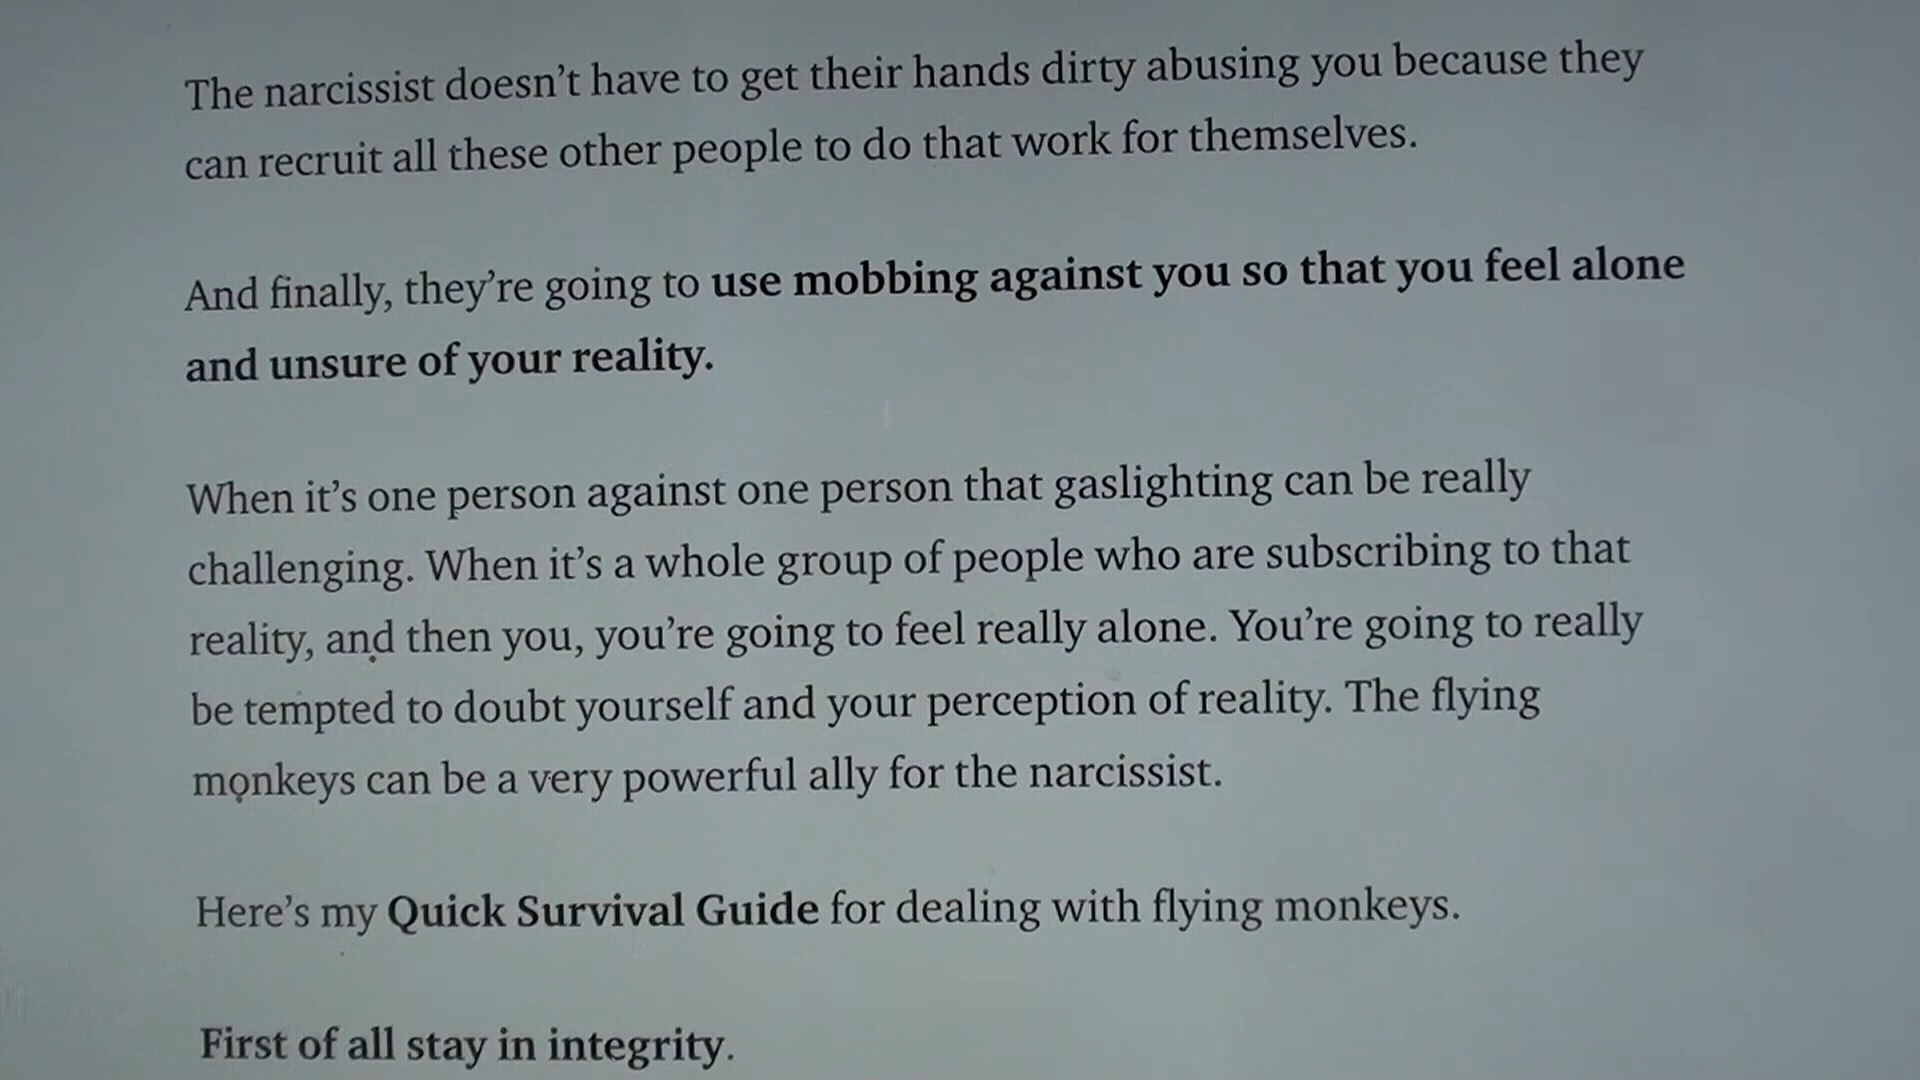 The narcissist doesn’t have to get their hands dirty abusing you because they
can recruit all these other people to do that work for themselves.
And finally, they’re going to use mobbing against you so that you feel alone
and unsure of your reality.
When it’s one person against one person that gaslighting can be really
challenging. When it’s a whole group of people who are subscribing to that
reality, and then you, you’re going to feel really alone. You’re going to really
be tempted to doubt yourself and your perception of reality. The flying
monkeys can be a very powerful ally for the narcissist.
Here’s my Quick Survival Guide for dealing with flying monkeys.
First of all stay in integrity.